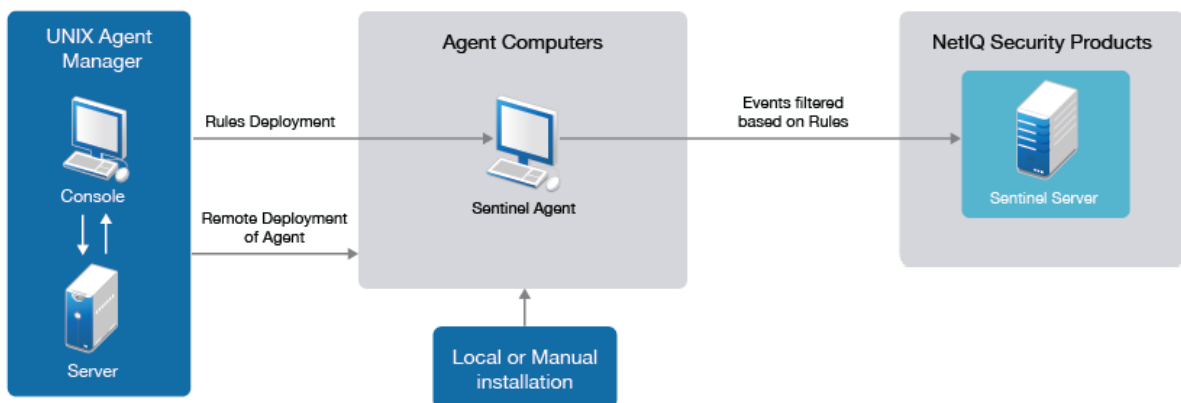 UNIX Agent
Manager
Console
Server
Rules Deployment
Remote Deployment
of Agent
Agent Computers
Sentinel Agent
Local or Manual
installation
Events filtered
based on Rules
NetIQ Security Products
Sentinel Server